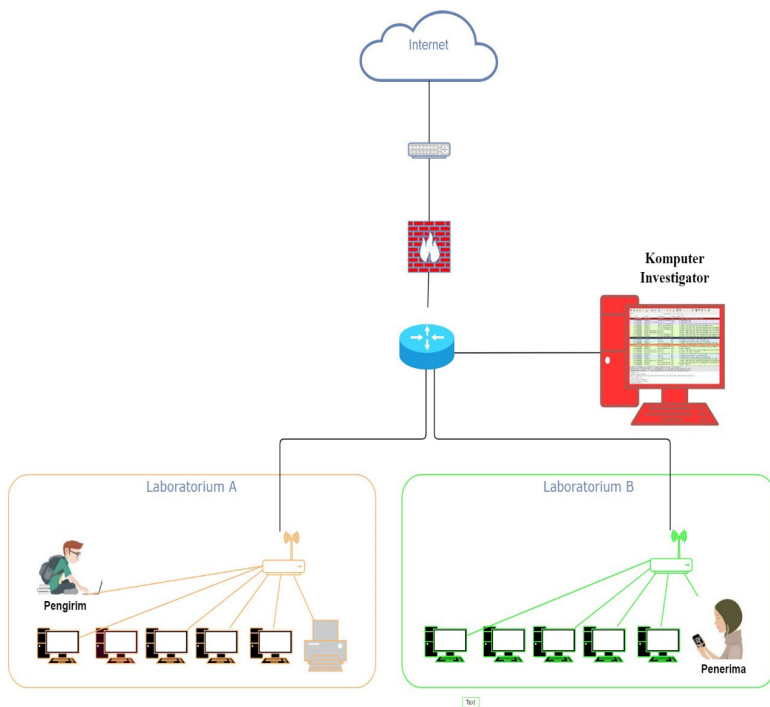 Internet
Komputer
Investigator
Laboratorium A
Laboratorium B
Pengirim
Penerima
Text